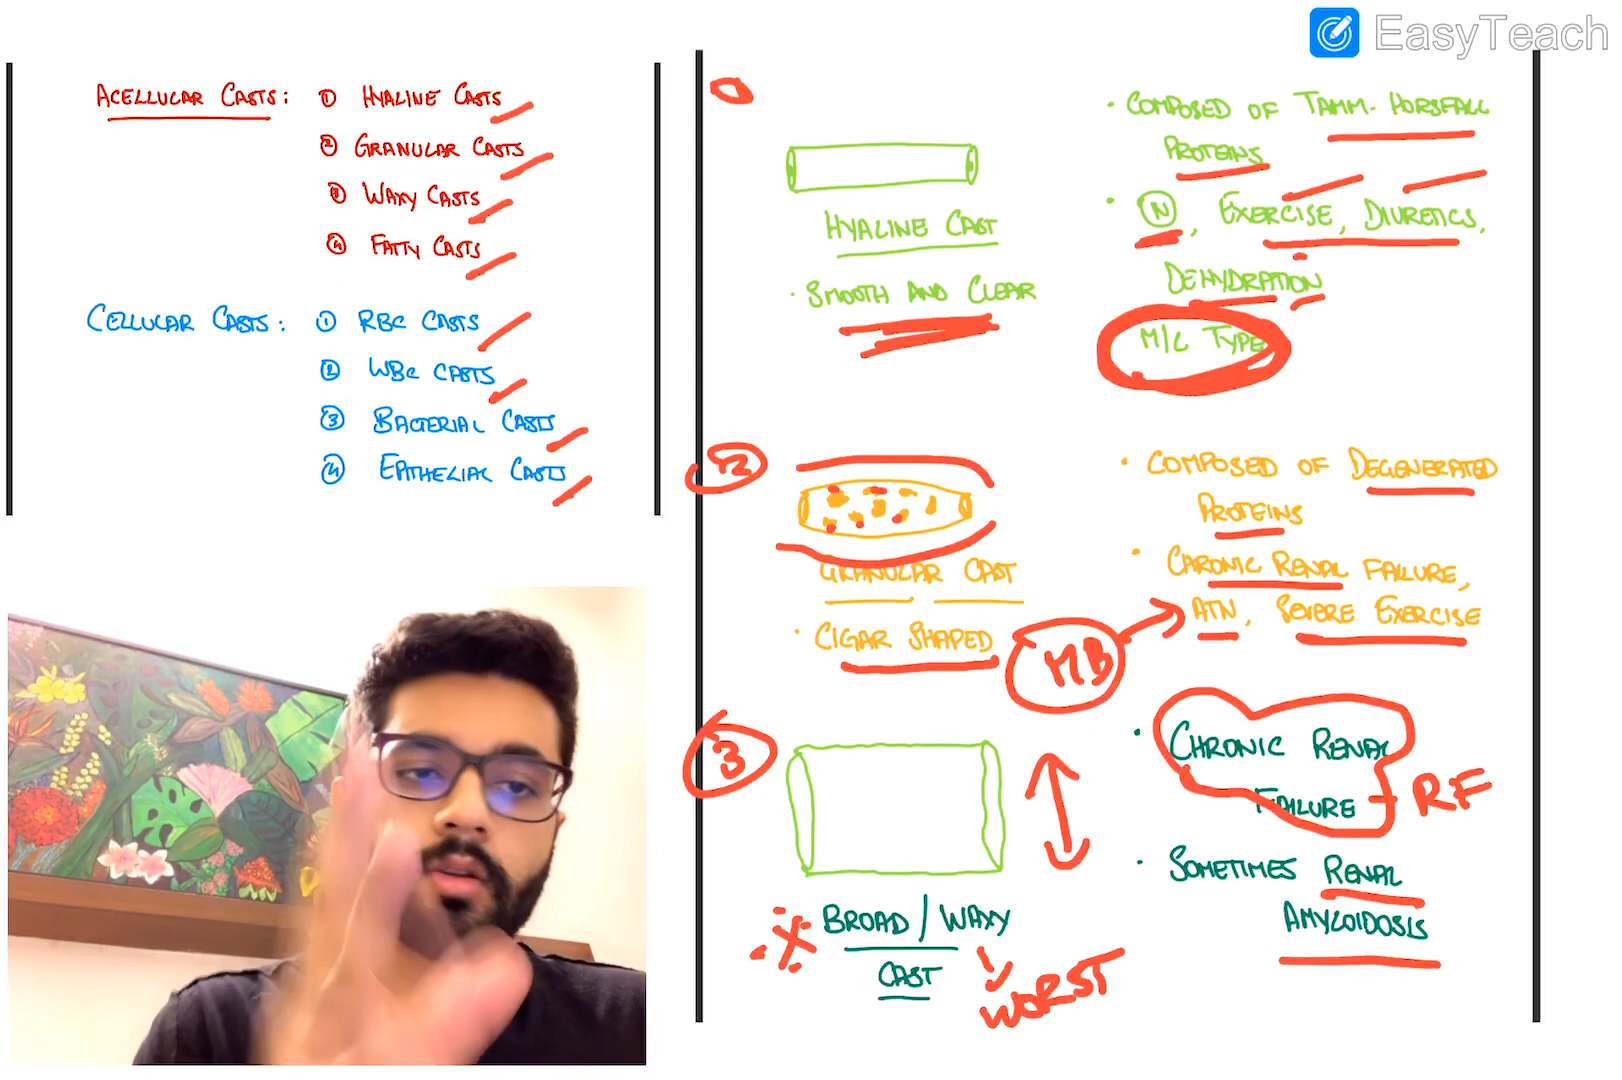 EasyTeach
ACELLULAR CASTS: ① HYALINE CASTS
② GRANULAR CASTS
③ WAXY CASTS
④ FATTY CASTS
CELLULAR CASTS: ① RBC CASTS
② WBC CASTS
③ BACTERIAL CASTS
④ EPITHELIAL CASTS
HYALINE CAST
· SMOOTH AND CLEAR
· COMPOSED OF TAMM-HORSFALL
PROTEINS
· Ⓝ, EXERCISE, DIURETICS,
DEHYDRATION
M/C TYPE
②
GRANULAR CAST
· CIGAR SHAPED
· COMPOSED OF DEGENERATED
PROTEINS
· CHRONIC RENAL FAILURE,
ATN, SEVERE EXERCISE
MB
③
BROAD/WAXY
CAST
WORST
· CHRONIC RENAL
FAILURE
RF
· SOMETIMES RENAL
AMYLOIDOSIS